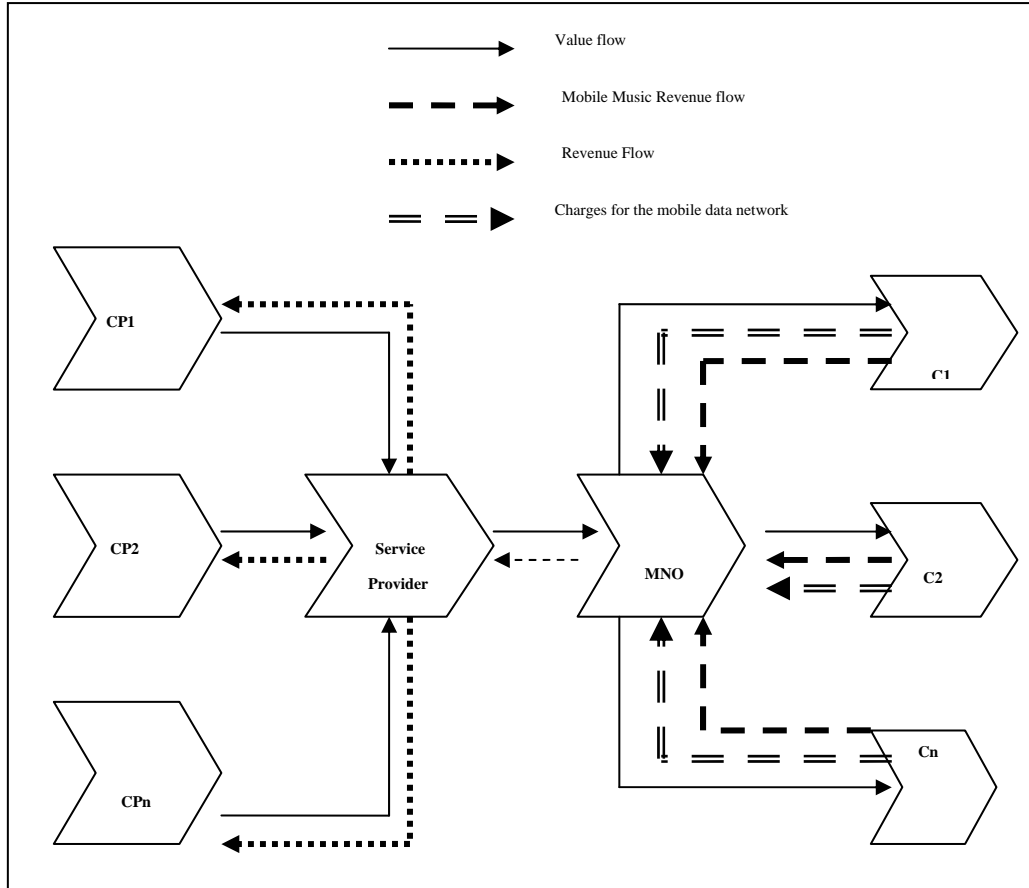 Value flow
Mobile Music Revenue flow
Revenue Flow
Charges for the mobile data network
CP1
C1
CP2
Service
Provider
MNO
C2
CPn
Cn